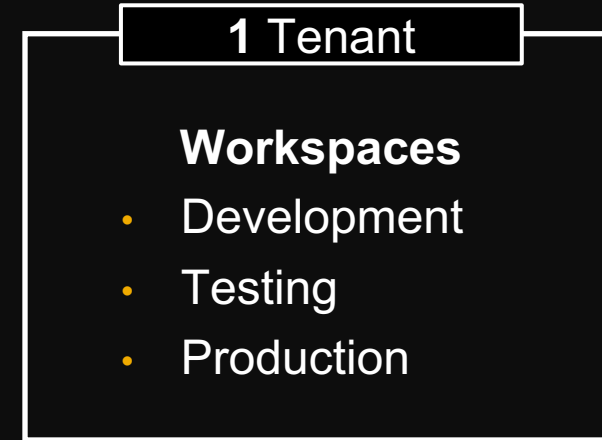 1 Tenant
Workspaces
• Development
• Testing
• Production